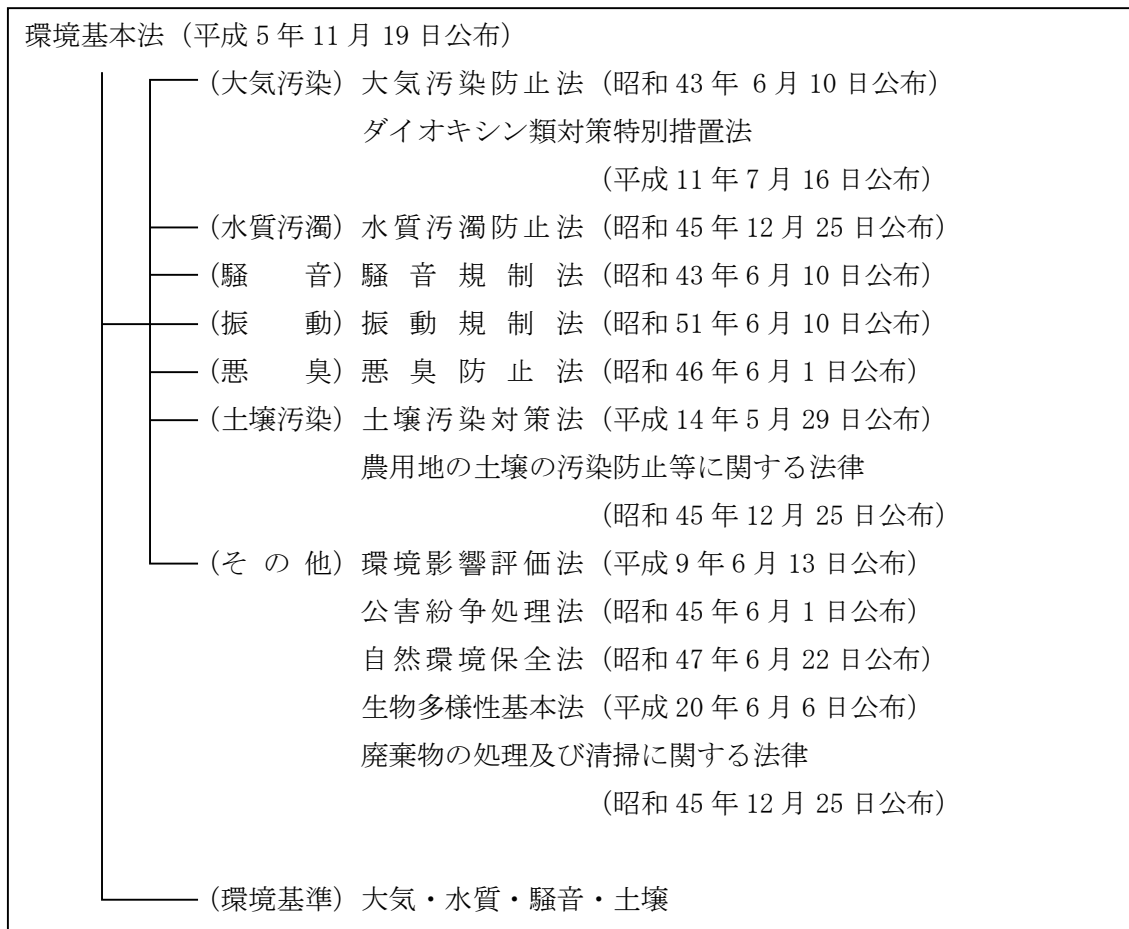 環境基本法（平成5年11月19日公布）
（大気汚染）大気汚染防止法（昭和43年 6月10日公布）
ダイオキシン類対策特別措置法
（平成11年7月16日公布）
（水質汚濁）水質汚濁防止法（昭和45年12月25日公布）
（騒　　音）騒 音 規 制 法（昭和43年6月10日公布）
（振　　動）振 動 規 制 法（昭和51年6月10日公布）
（悪　　臭）悪 臭 防 止 法（昭和46年6月1日公布）
（土壌汚染）土壌汚染対策法（平成14年5月29日公布）
農用地の土壌の汚染防止等に関する法律
（昭和45年12月25日公布）
（そ の 他）環境影響評価法（平成9年6月13日公布）
公害紛争処理法（昭和45年6月1日公布）
自然環境保全法（昭和47年6月22日公布）
生物多様性基本法（平成20年6月6日公布）
廃棄物の処理及び清掃に関する法律
（昭和45年12月25日公布）
（環境基準）大気・水質・騒音・土壌